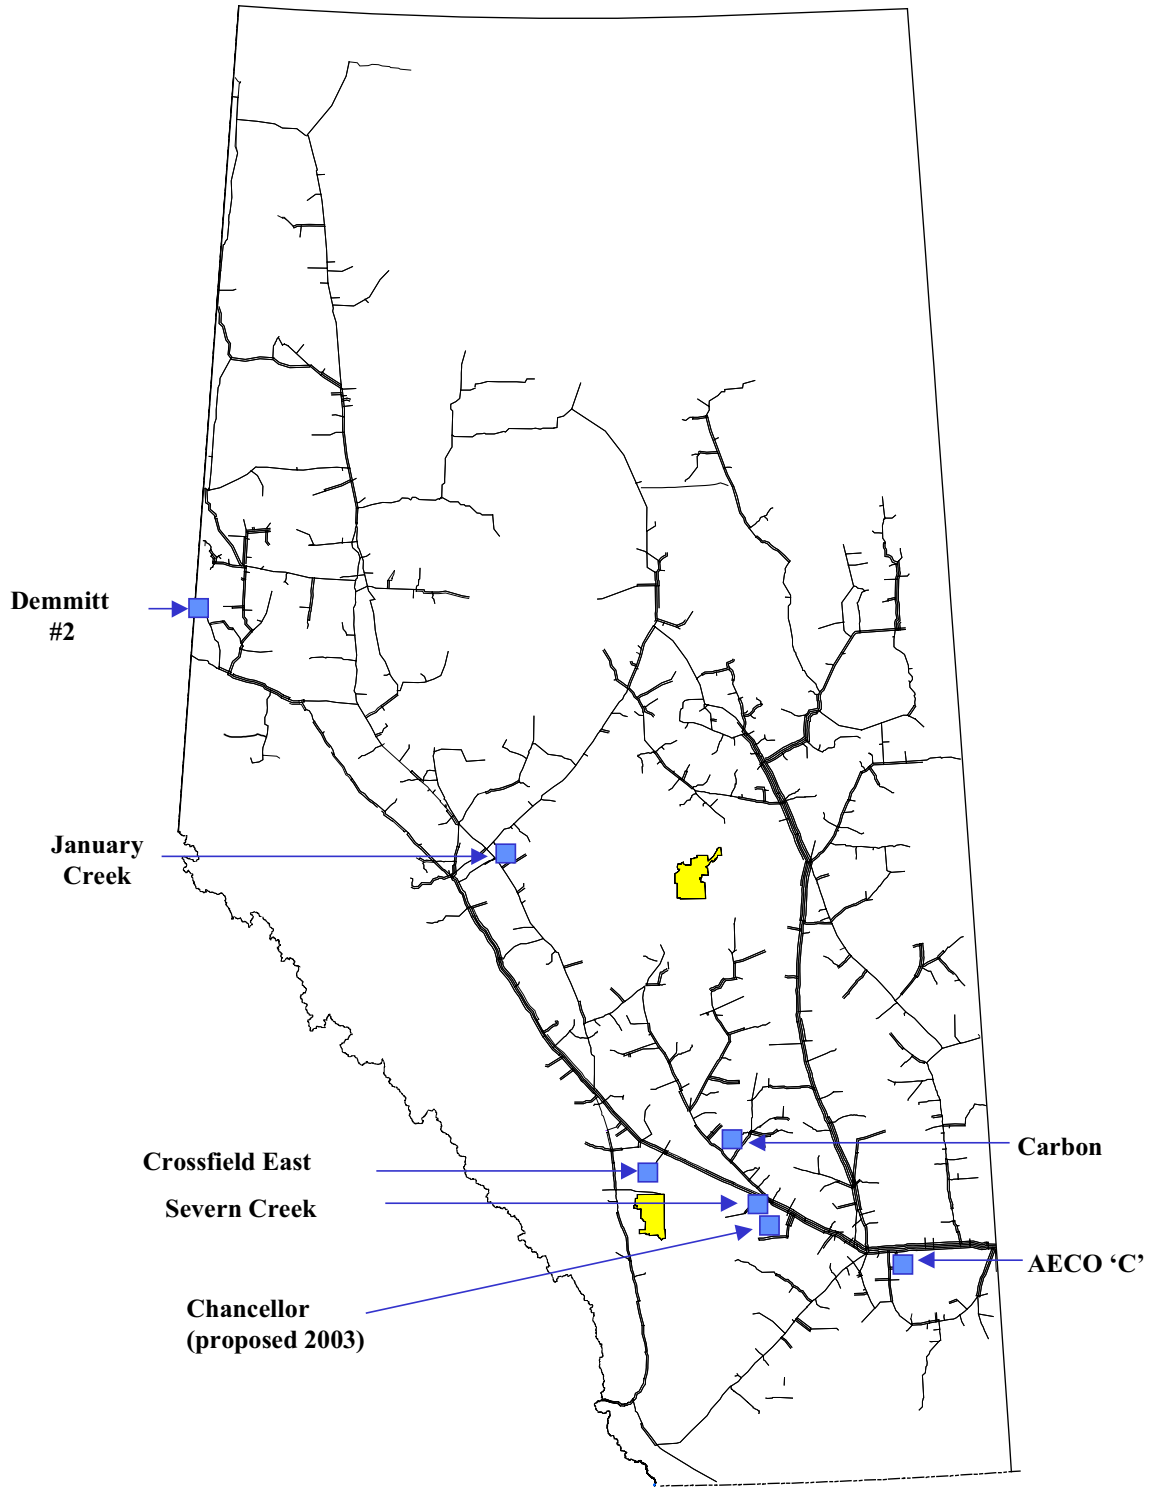 Demmitt
#2
January
Creek
Carbon
Crossfield East
Severn Creek
AECO ‘C’
Chancellor
(proposed 2003)